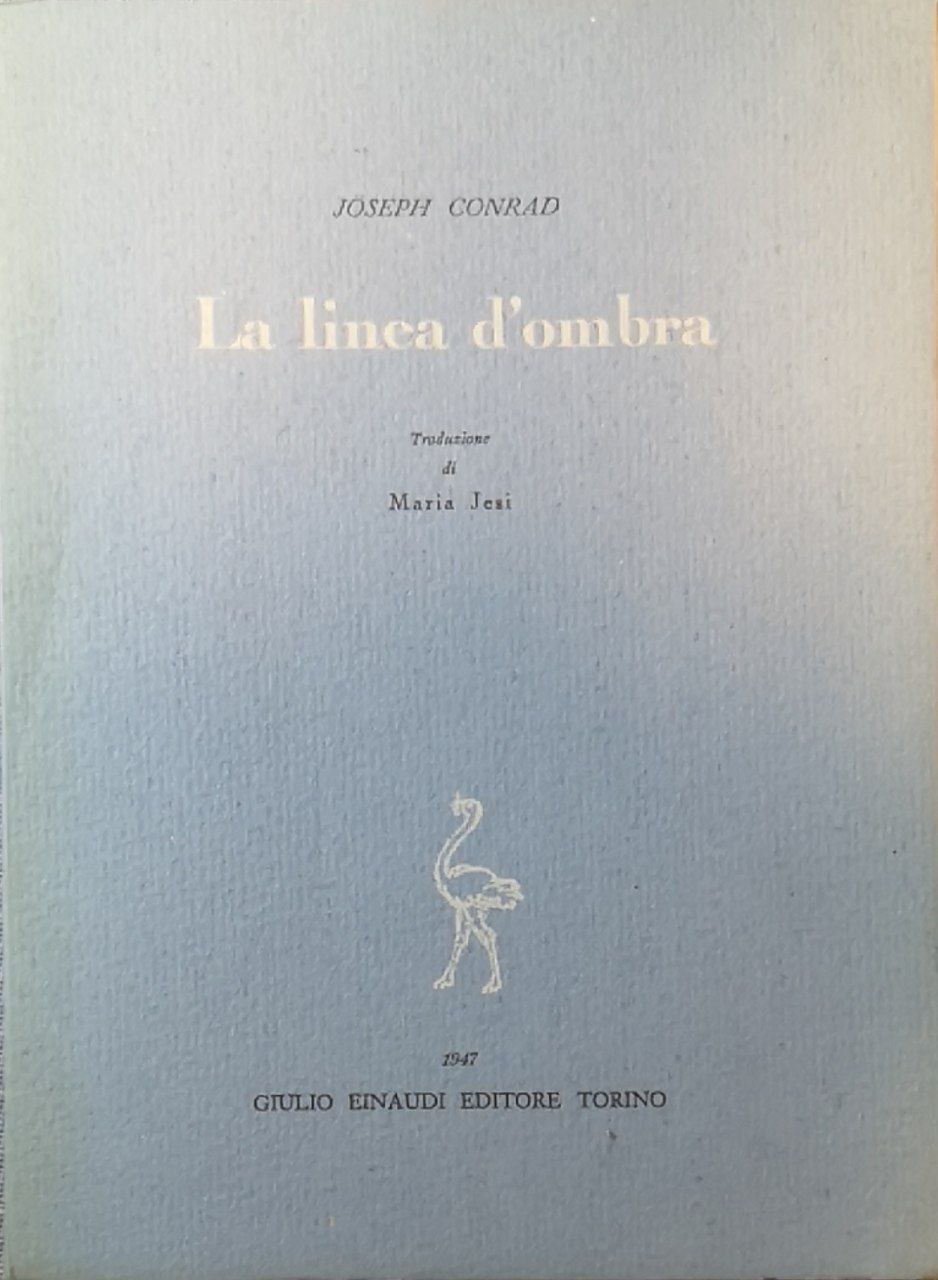 JOSEPH CONRAD
La linea d'ombra
Traduzione
di
Maria Jesi
1947
GIULIO EINAUDI EDITORE TORINO